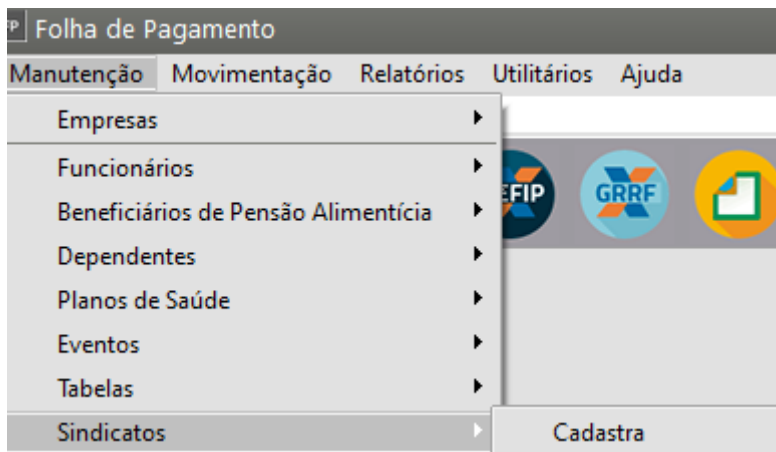 FP Folha de Pagamento
Manutenção Movimentação Relatórios Utilitários Ajuda
Empresas
Funcionários
EFIP GRRF
Beneficiários de Pensão Alimentícia
Dependentes
Planos de Saúde
Eventos
Tabelas
Sindicatos Cadastra